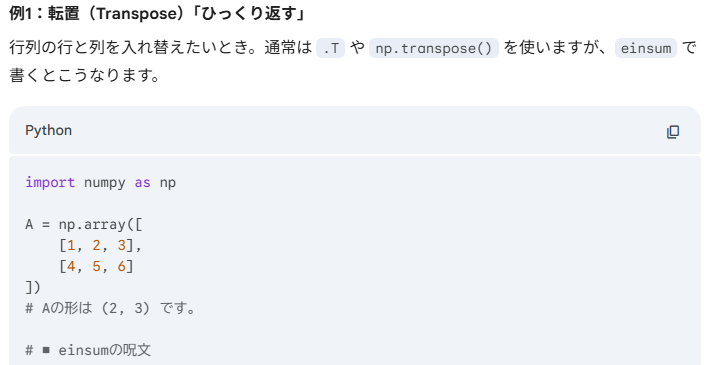 例1：転置（Transpose）「ひっくり返す」
行列の行と列を入れ替えたいとき。通常は .T や np.transpose() を使いますが、einsum で
書くとこうなります。
Python
import numpy as np
A = np.array([
    [1, 2, 3],
    [4, 5, 6]
])
# Aの形は (2, 3) です。
# ■ einsumの呪文